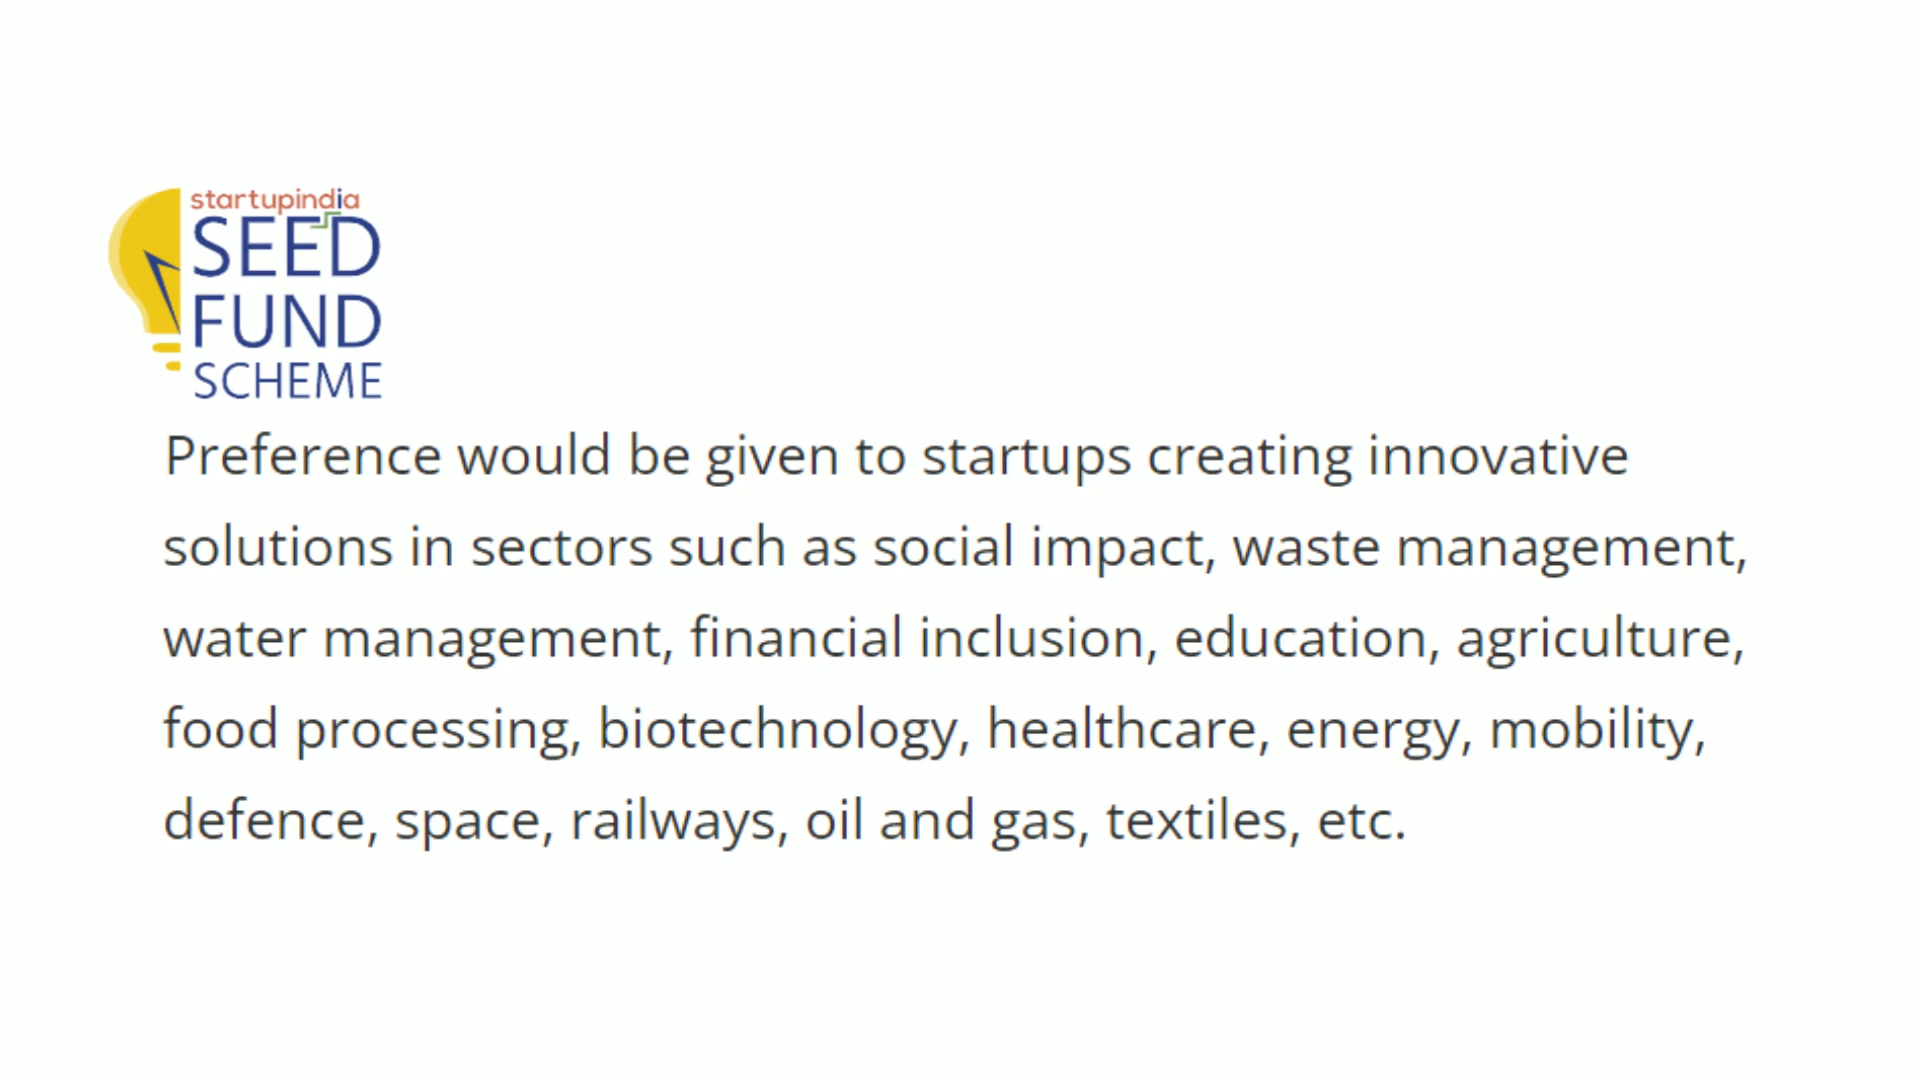 startupindia
SEED
FUND
SCHEME
Preference would be given to startups creating innovative
solutions in sectors such as social impact, waste management,
water management, financial inclusion, education, agriculture,
food processing, biotechnology, healthcare, energy, mobility,
defence, space, railways, oil and gas, textiles, etc.